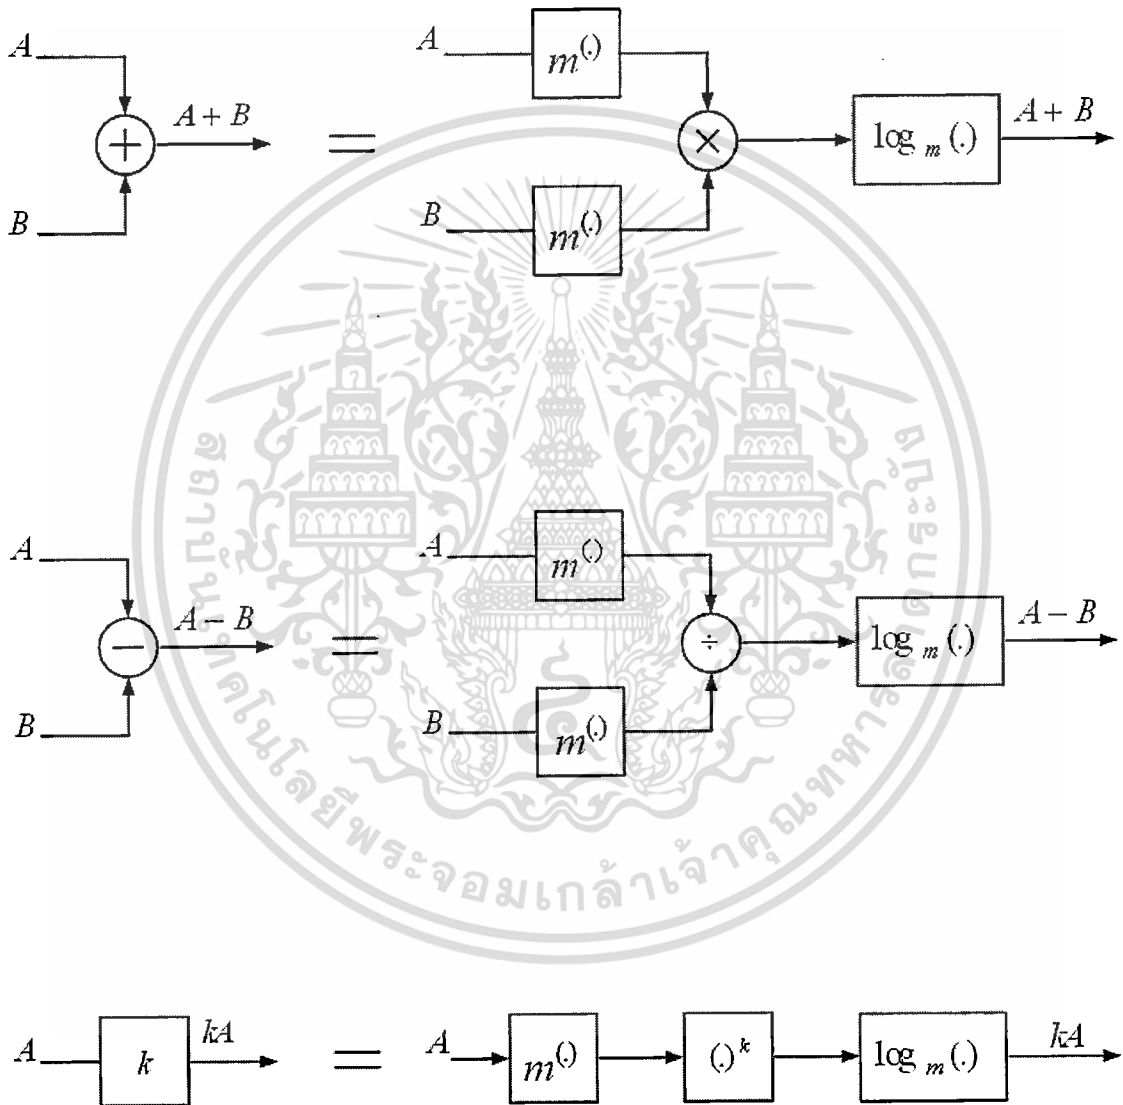 A
B
+
A + B
=
A
m^(.)
B
m^(.)
×
log_m (.)
A + B
A
B
−
A − B
=
A
m^(.)
B
m^(.)
÷
log_m (.)
A − B
A
k
kA
=
A
m^(.)
(.)^k
log_m (.)
kA
สถาบันเทคโนโลยีพระจอมเกล้าเจ้าคุณทหารลาดกระบัง